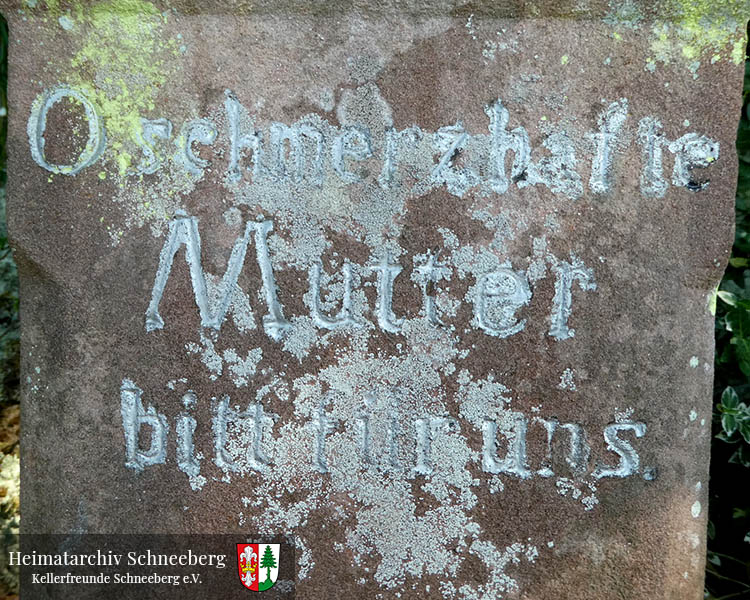 O schmerzhafte
Mutter
bitt für uns.
Heimatarchiv Schneeberg
Kellerfreunde Schneeberg e.V.